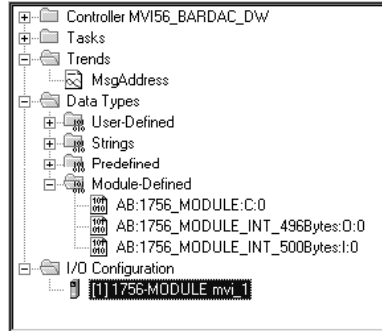 Controller MVI56_BARDAC_DW
Tasks
Trends
MsgAddress
Data Types
User-Defined
Strings
Predefined
Module-Defined
AB:1756_MODULE:C:0
AB:1756_MODULE_INT_496Bytes:O:0
AB:1756_MODULE_INT_500Bytes:I:0
I/O Configuration
[1] 1756-MODULE mvi_1